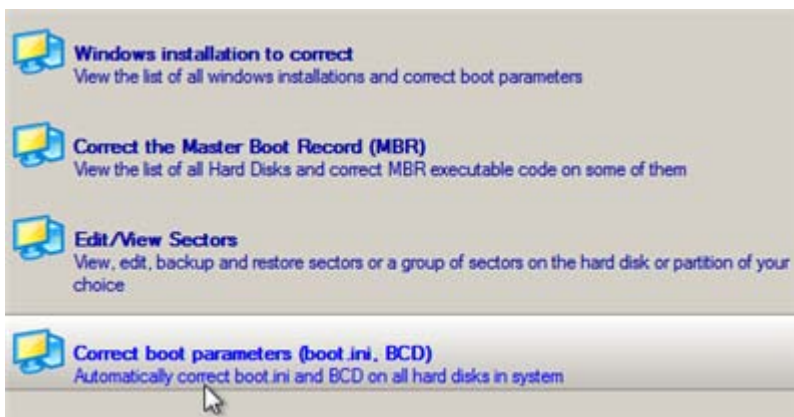 Windows installation to correct
View the list of all windows installations and correct boot parameters
Correct the Master Boot Record (MBR)
View the list of all Hard Disks and correct MBR executable code on some of them
Edit/View Sectors
View, edit, backup and restore sectors or a group of sectors on the hard disk or partition of your
choice
Correct boot parameters (boot.ini, BCD)
Automatically correct boot.ini and BCD on all hard disks in system